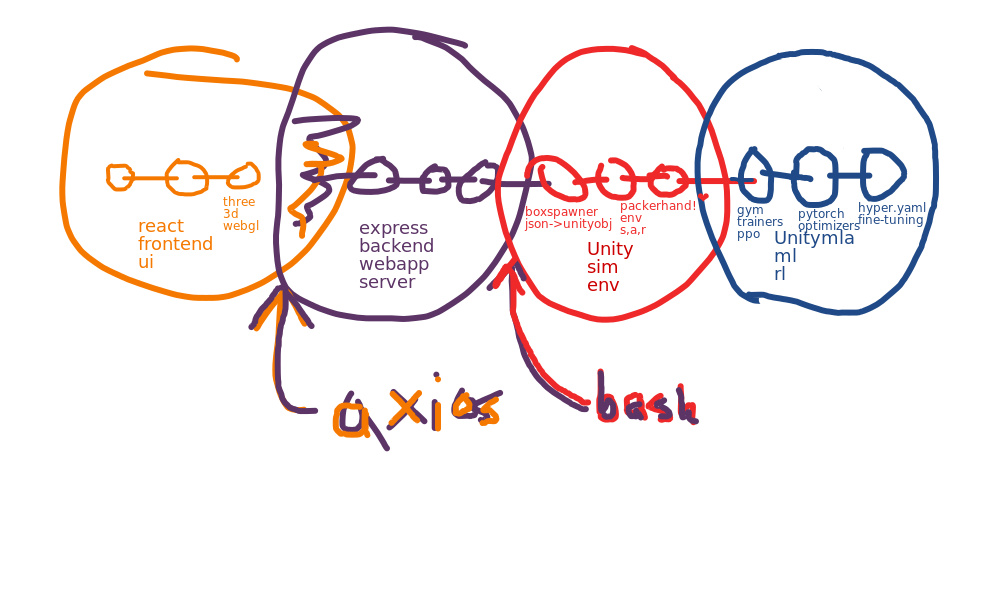 three
3d
webgl
react
frontend
ui
express
backend
webapp
server
boxspawner
json->unityobj
packerhand!
env
s,a,r
Unity
sim
env
gym
trainers
ppo
pytorch
optimizers
hyper.yaml
fine-tuning
Unitymla
ml
rl
axios
bash